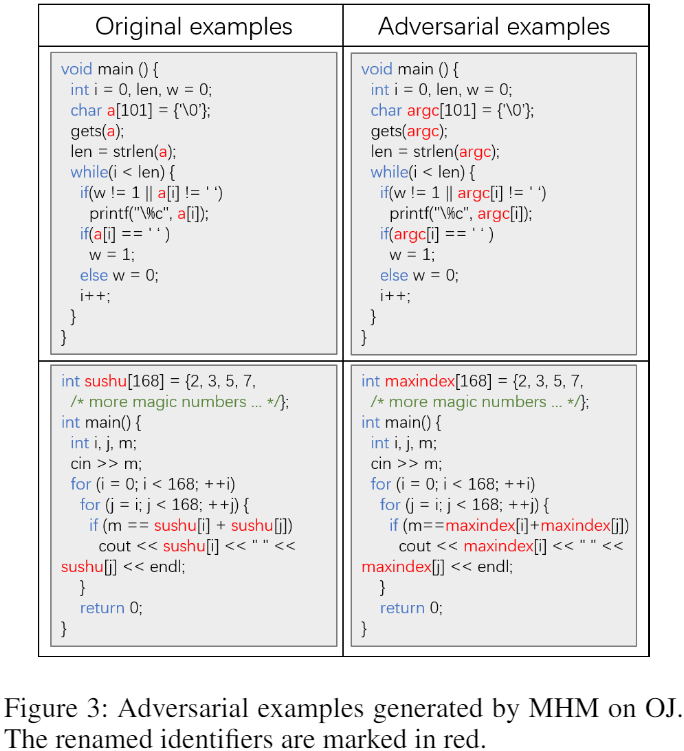 Original examples
Adversarial examples
void main () {
int i = 0, len, w = 0;
char a[101] = {'\0'};
gets(a);
len = strlen(a);
while(i < len) {
if(w != 1 || a[i] != ' ‘)
printf("\%c", a[i]);
if(a[i] == ' ‘ )
w = 1;
else w = 0;
i++;
}
}
void main () {
int i = 0, len, w = 0;
char argc[101] = {'\0'};
gets(argc);
len = strlen(argc);
while(i < len) {
if(w != 1 || argc[i] != ' ‘)
printf("\%c", argc[i]);
if(argc[i] == ' ‘ )
w = 1;
else w = 0;
i++;
}
}
int sushu[168] = {2, 3, 5, 7,
/* more magic numbers ... */};
int main() {
int i, j, m;
cin >> m;
for (i = 0; i < 168; ++i)
for (j = i; j < 168; ++j) {
if (m == sushu[i] + sushu[j])
cout << sushu[i] << " " <<
sushu[j] << endl;
}
return 0;
}
int maxindex[168] = {2, 3, 5, 7,
/* more magic numbers ... */};
int main() {
int i, j, m;
cin >> m;
for (i = 0; i < 168; ++i)
for (j = i; j < 168; ++j) {
if (m==maxindex[i]+maxindex[j])
cout << maxindex[i] << " " <<
maxindex[j] << endl;
}
return 0;
}
Figure 3: Adversarial examples generated by MHM on OJ.
The renamed identifiers are marked in red.